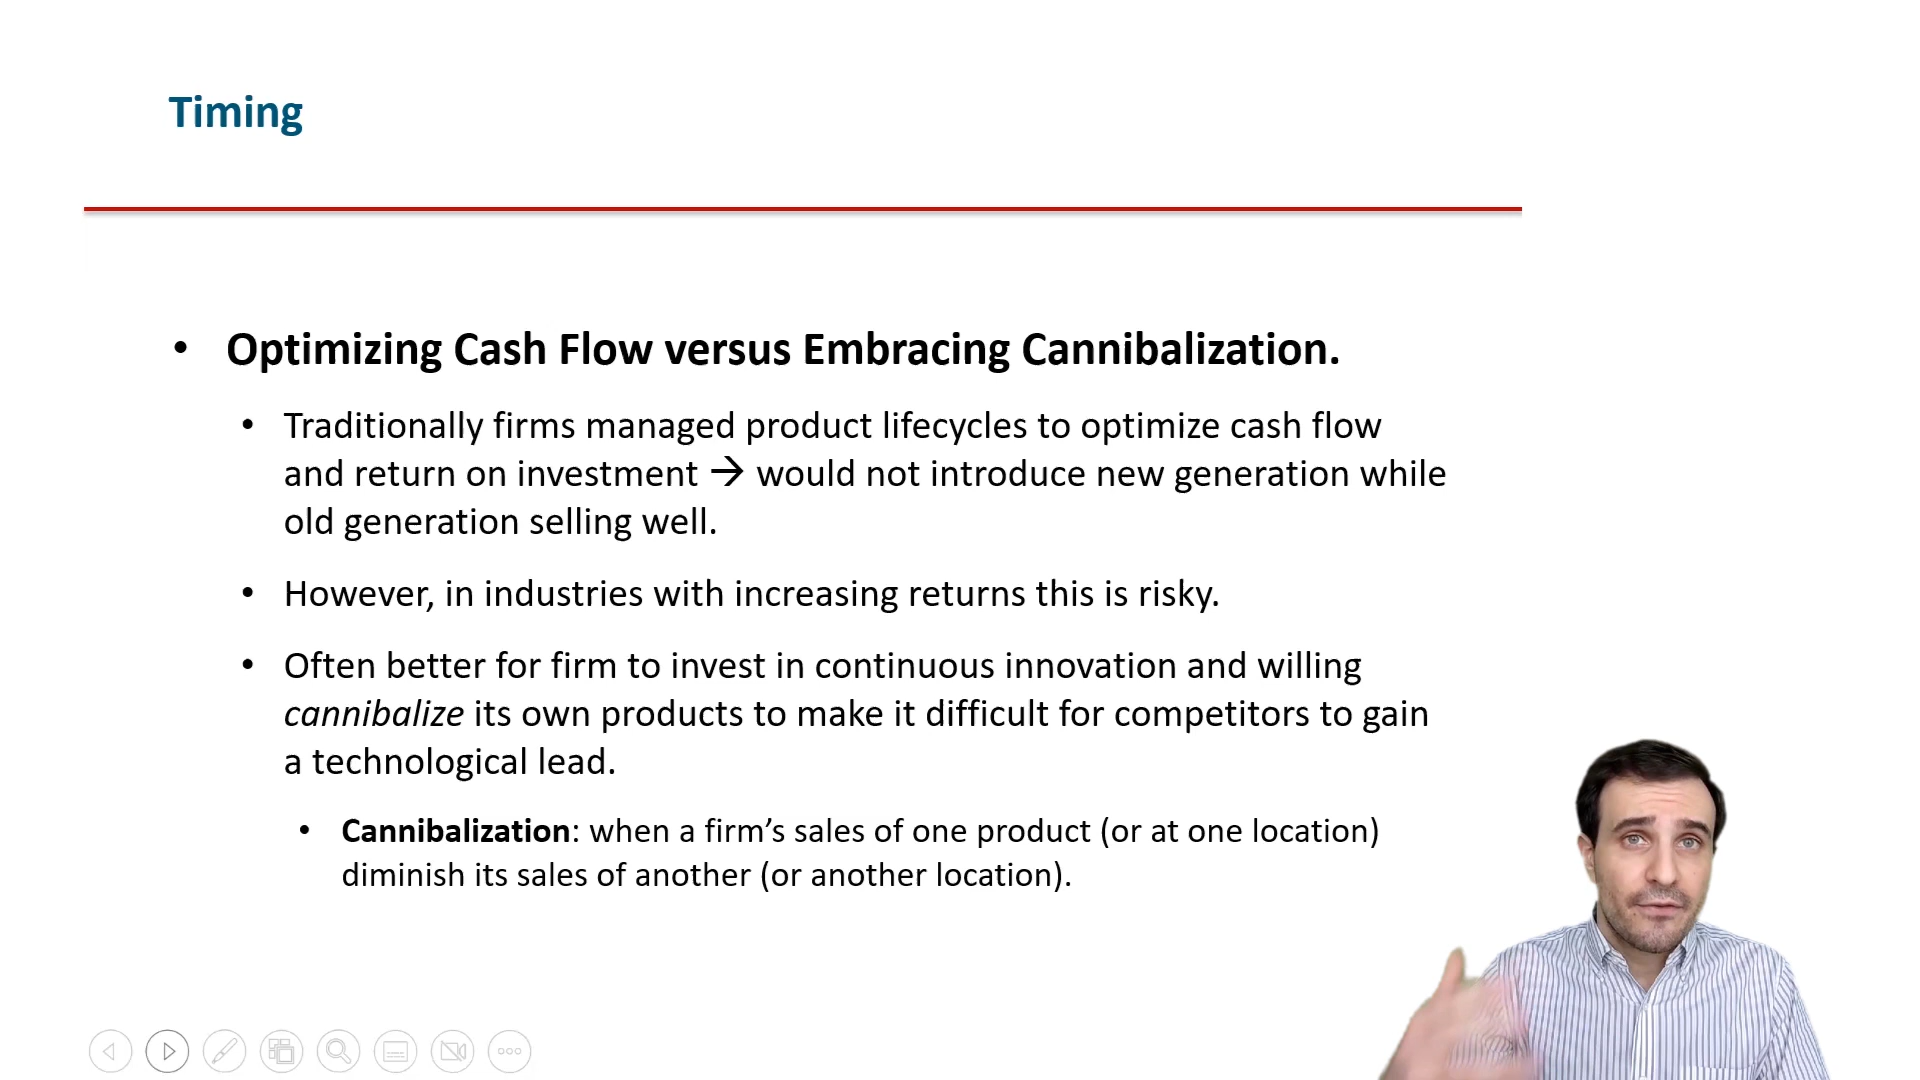 Timing
• Optimizing Cash Flow versus Embracing Cannibalization.
• Traditionally firms managed product lifecycles to optimize cash flow
and return on investment → would not introduce new generation while
old generation selling well.
• However, in industries with increasing returns this is risky.
• Often better for firm to invest in continuous innovation and willing
cannibalize its own products to make it difficult for competitors to gain
a technological lead.
• Cannibalization: when a firm’s sales of one product (or at one location)
diminish its sales of another (or another location).